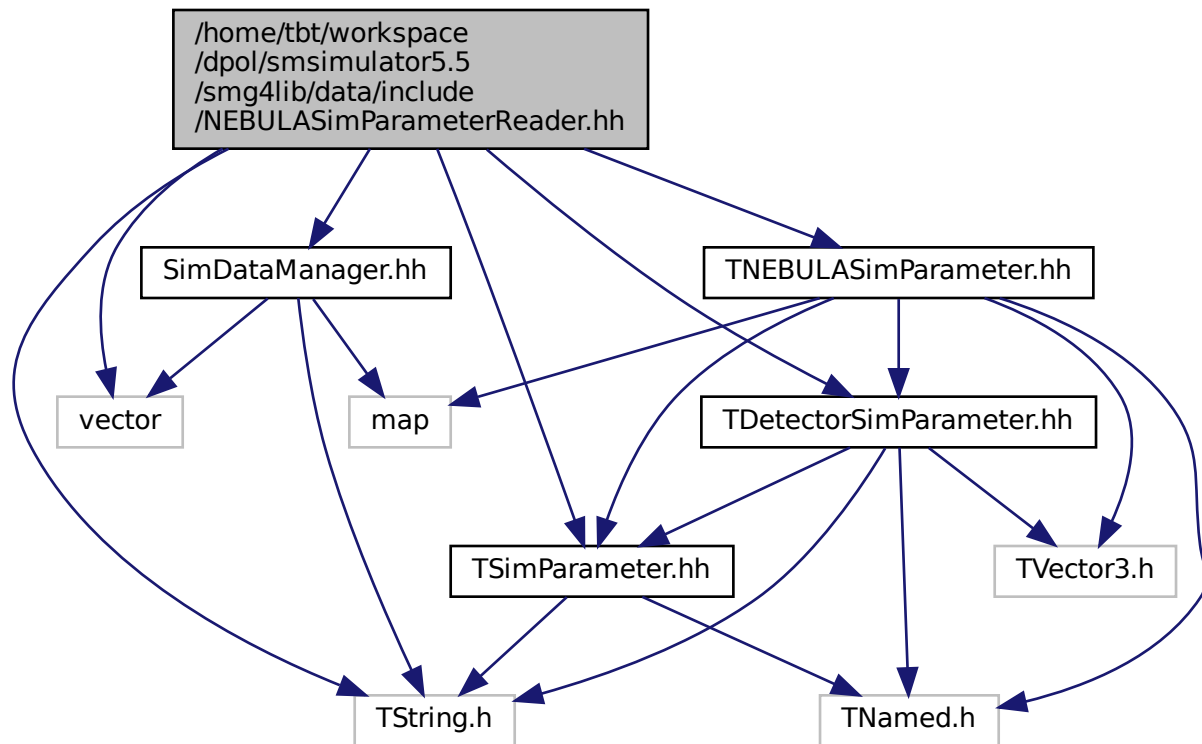 /home/tbt/workspace
/dpol/smsimulator5.5
/smg4lib/data/include
/NEBULASimParameterReader.hh
SimDataManager.hh
TNEBULASimParameter.hh
vector
map
TDetectorSimParameter.hh
TSimParameter.hh
TVector3.h
TString.h
TNamed.h